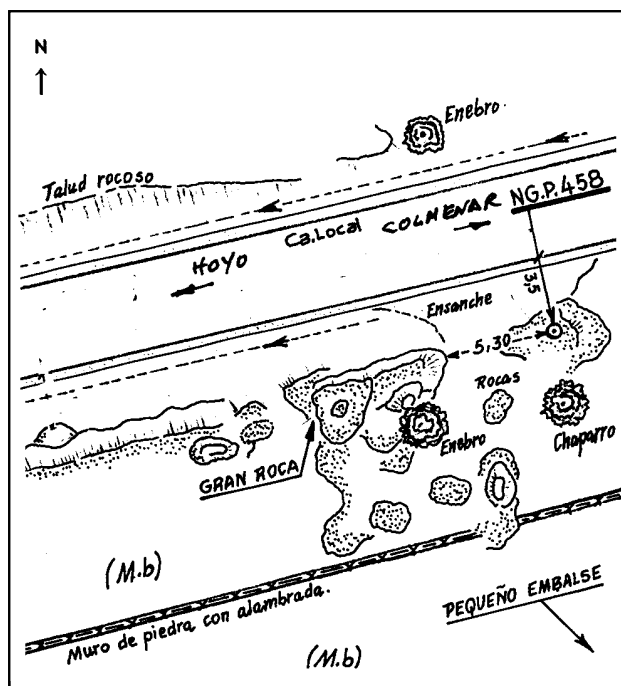 N
Enebro.
Talud rocoso
NG.P.458
COLMENAR
Ca.Local
HOYO
3,5
Ensanche
5,30
Rocas
Chaparro
Enebro
GRAN ROCA
(M.b)
PEQUEÑO EMBALSE
Muro de piedra con alambrada.
(M.b)